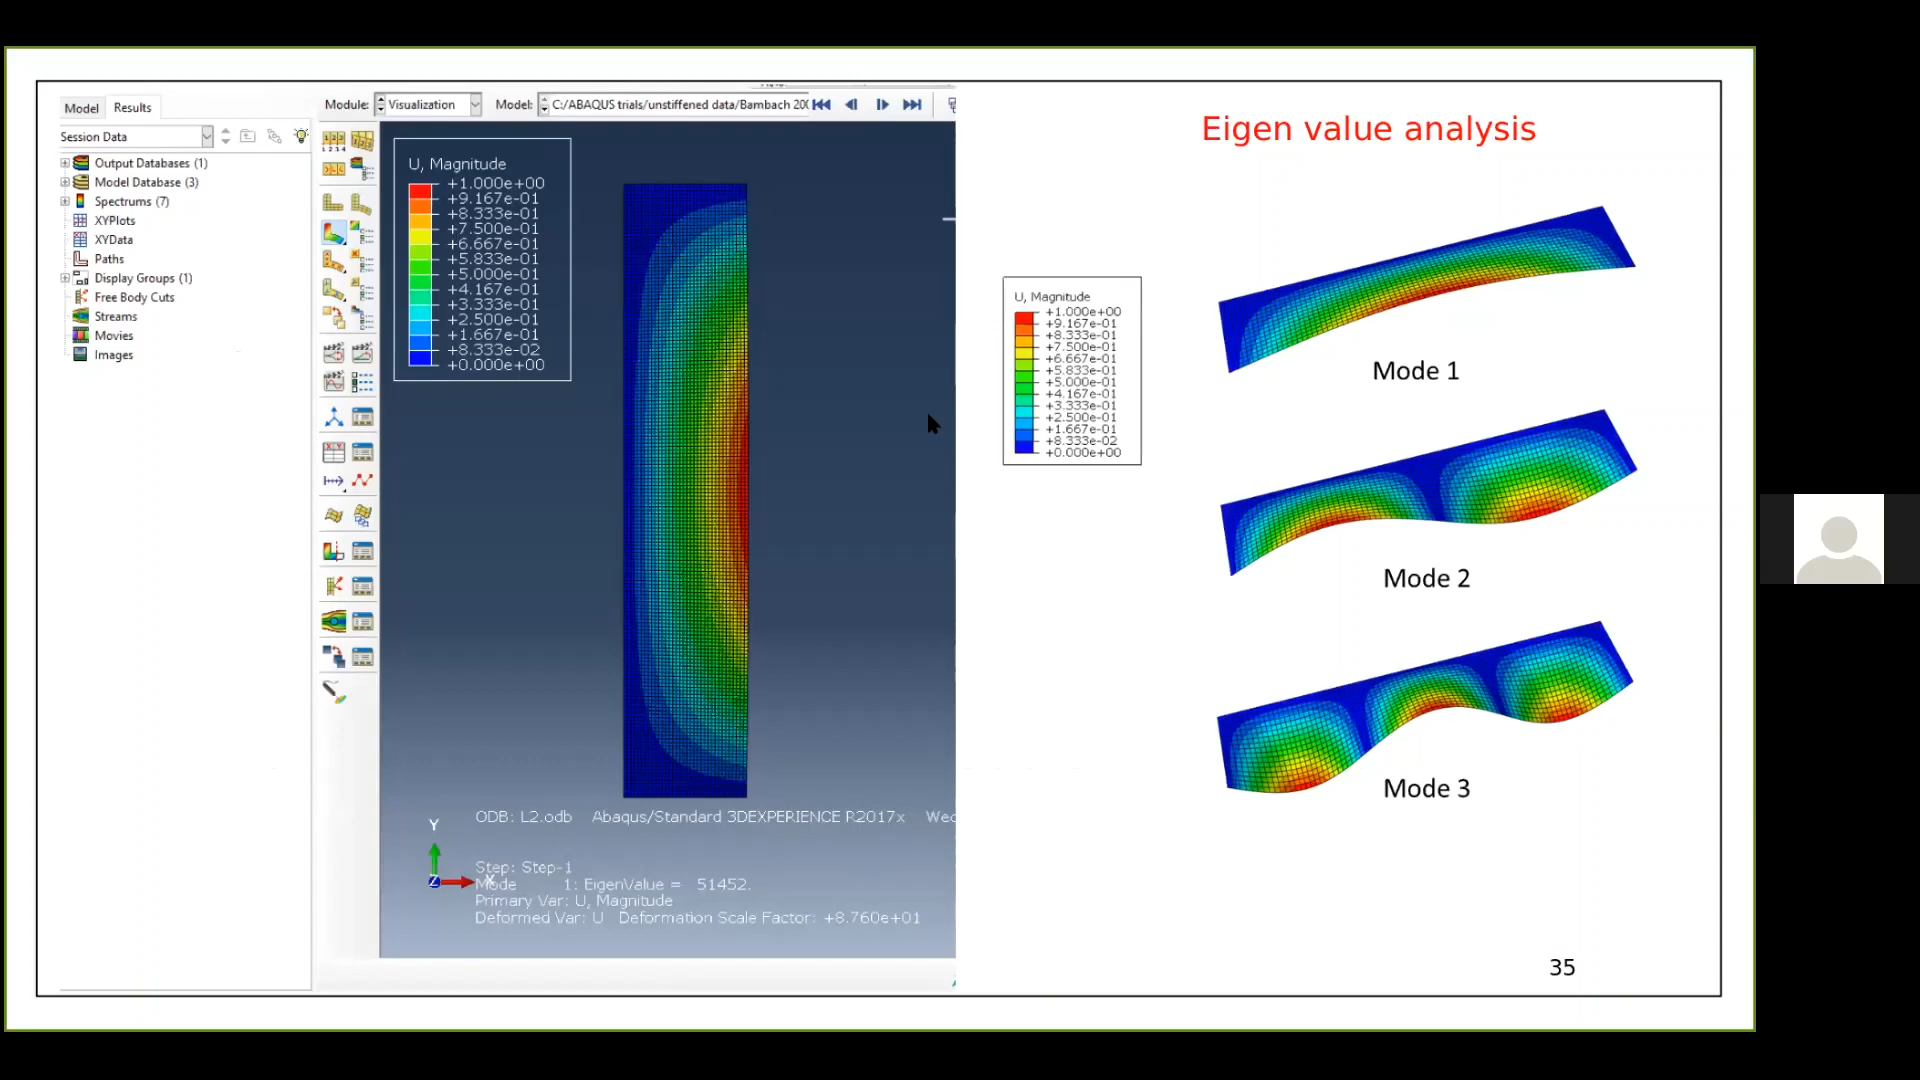 Model Results
Session Data
Output Databases (1)
Model Database (3)
Spectrums (7)
XYPlots
XYData
Paths
Display Groups (1)
Free Body Cuts
Streams
Movies
Images
Module: Visualization Model: C:/ABAQUS trials/unstiffened data/Bambach 200
U, Magnitude
+1.000e+00
+9.167e-01
+8.333e-01
+7.500e-01
+6.667e-01
+5.833e-01
+5.000e-01
+4.167e-01
+3.333e-01
+2.500e-01
+1.667e-01
+8.333e-02
+0.000e+00
Y
X
Z
ODB: L2.odb Abaqus/Standard 3DEXPERIENCE R2017x Wed
Step: Step-1
Mode 1: EigenValue = 51452.
Primary Var: U, Magnitude
Deformed Var: U Deformation Scale Factor: +8.760e+01
Eigen value analysis
U, Magnitude
+1.000e+00
+9.167e-01
+8.333e-01
+7.500e-01
+6.667e-01
+5.833e-01
+5.000e-01
+4.167e-01
+3.333e-01
+2.500e-01
+1.667e-01
+8.333e-02
+0.000e+00
Mode 1
Mode 2
Mode 3
35